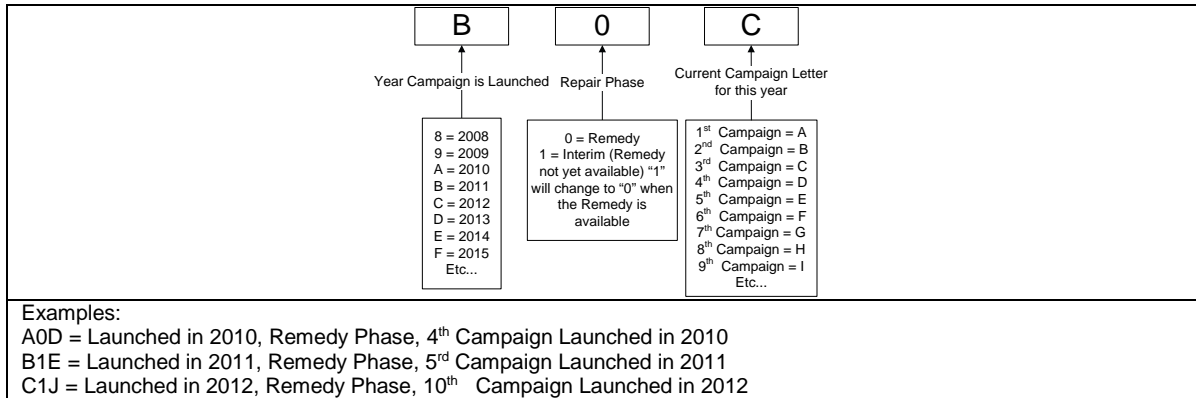 B 0 C
Year Campaign is Launched Repair Phase Current Campaign Letter
for this year
8 = 2008
9 = 2009
A = 2010
B = 2011
C = 2012
D = 2013
E = 2014
F = 2015
Etc...
0 = Remedy
1 = Interim (Remedy
not yet available) “1”
will change to “0” when
the Remedy is
available
1st Campaign = A
2nd Campaign = B
3rd Campaign = C
4th Campaign = D
5th Campaign = E
6th Campaign = F
7th Campaign = G
8th Campaign = H
9th Campaign = I
Etc...
Examples:
A0D = Launched in 2010, Remedy Phase, 4th Campaign Launched in 2010
B1E = Launched in 2011, Remedy Phase, 5rd Campaign Launched in 2011
C1J = Launched in 2012, Remedy Phase, 10th Campaign Launched in 2012